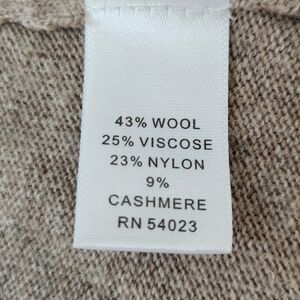 43% WOOL
25% VISCOSE
23% NYLON
9%
CASHMERE
RN 54023